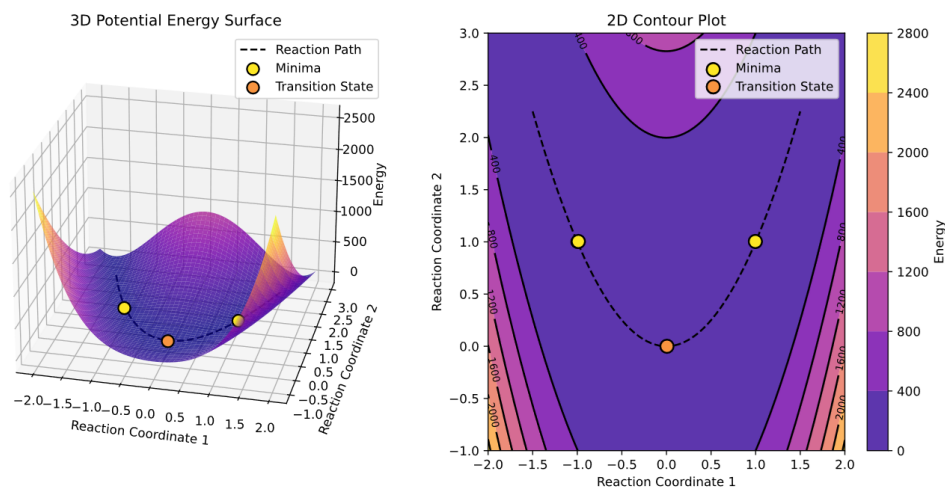 3D Potential Energy Surface
Reaction Path
Minima
Transition State
2500
2000
1500
1000
500
0
Energy
3.0
2.5
2.0
1.5
1.0
0.5
0.0
−0.5
−1.0
Reaction Coordinate 2
−2.0 −1.5 −1.0 −0.5 0.0 0.5 1.0 1.5 2.0
Reaction Coordinate 1
2D Contour Plot
Reaction Path
Minima
Transition State
3.0
2.5
2.0
1.5
1.0
0.5
0.0
−0.5
−1.0
Reaction Coordinate 2
400
400
800
1200
1600
2000
400
800
1200
1600
2000
−2.0 −1.5 −1.0 −0.5 0.0 0.5 1.0 1.5 2.0
Reaction Coordinate 1
2800
2400
2000
1600
1200
800
400
0
Energy